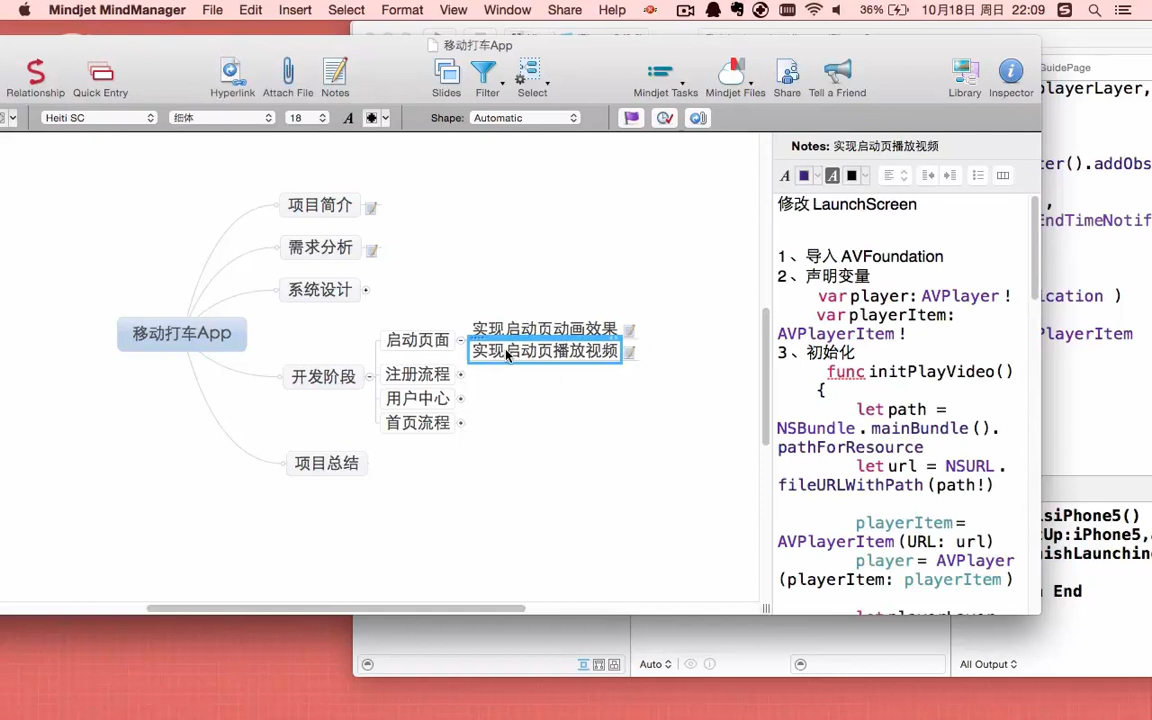 Mindjet MindManager File Edit Insert Select Format View Window Share Help 36% 10月18日 周日 22:09
移动打车App
GuidePage
Relationship Quick Entry Hyperlink Attach File Notes Slides Filter Select Mindjet Tasks Mindjet Files Share Tell a Friend Library Inspector
Heiti SC 细体 18 A Shape: Automatic
Notes: 实现启动页播放视频
修改 LaunchScreen
1、导入 AVFoundation
2、声明变量
var player: AVPlayer!
var playerItem:
AVPlayerItem!
3、初始化
func initPlayVideo()
{
let path =
NSBundle.mainBundle().
pathForResource
let url = NSURL.
fileURLWithPath(path!)
playerItem =
AVPlayerItem(URL: url)
player = AVPlayer
(playerItem: playerItem)
项目简介
需求分析
系统设计
移动打车App
开发阶段
启动页面
实现启动页动画效果
实现启动页播放视频
注册流程
用户中心
首页流程
项目总结
playerLayer,
ter().addObs
EndTimeNotif
ication )
PlayerItem
isiPhone5()
tUp:iPhone5,
nishLaunching
End
Auto
All Output